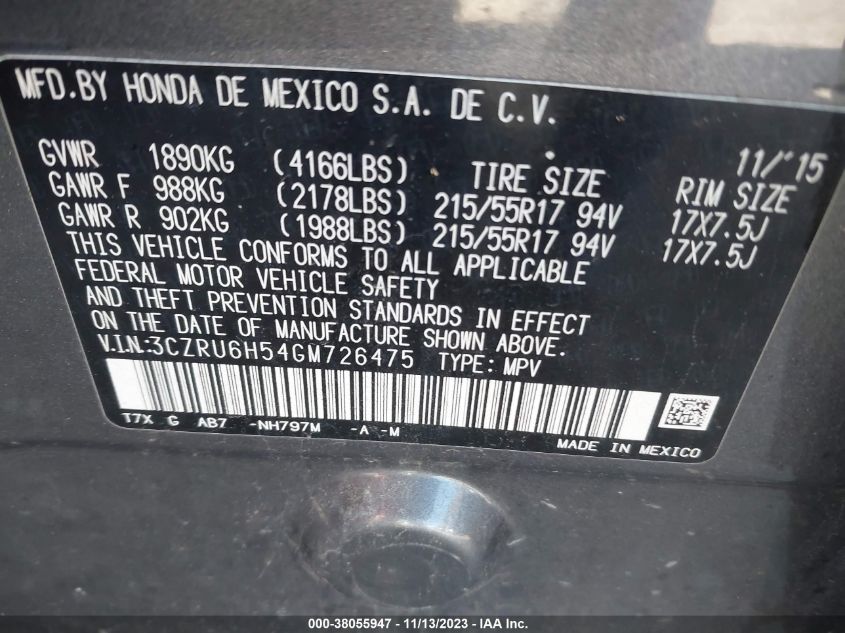 MFD.BY HONDA DE MEXICO S.A. DE C.V.
11/'15
GVWR 1890KG (4166LBS) TIRE SIZE RIM SIZE
GAWR F 988KG (2178LBS) 215/55R17 94V 17X7.5J
GAWR R 902KG (1988LBS) 215/55R17 94V 17X7.5J
THIS VEHICLE CONFORMS TO ALL APPLICABLE
FEDERAL MOTOR VEHICLE SAFETY
AND THEFT PREVENTION STANDARDS IN EFFECT
ON THE DATE OF MANUFACTURE SHOWN ABOVE.
V.I.N.:3CZRU6H54GM726475 TYPE: MPV
T7X G AB7 -NH797M -A -M
MADE IN MEXICO
000-38055947 - 11/13/2023 - IAA Inc.